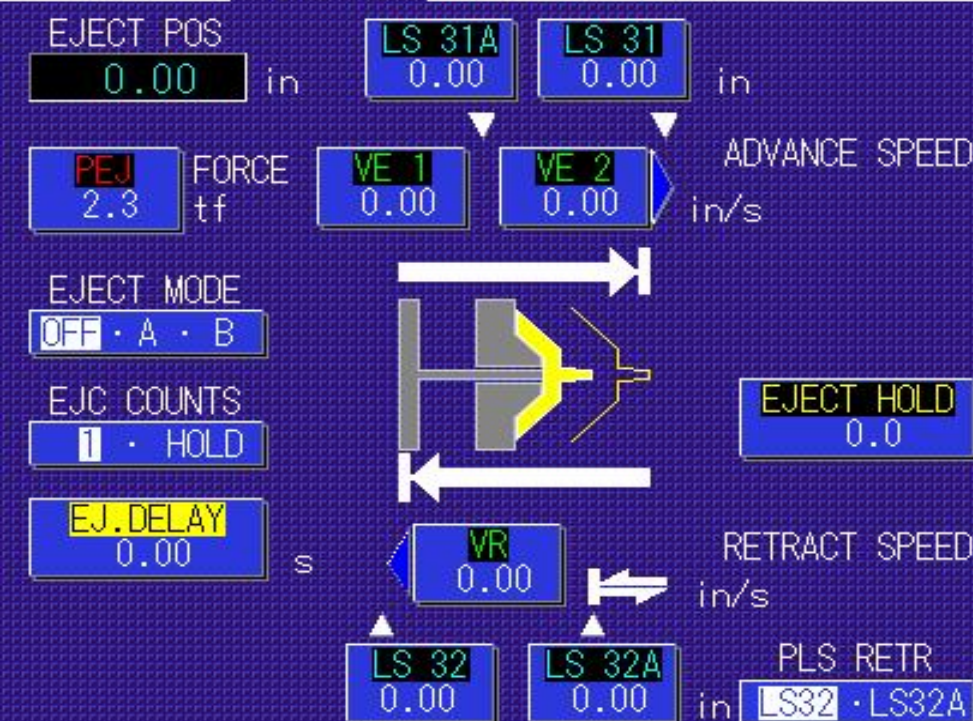 EJECT POS
0.00 in
LS 31A
0.00
LS 31
0.00
in
PEJ
2.3
FORCE
tf
VE 1
0.00
VE 2
0.00
ADVANCE SPEED
in/s
EJECT MODE
OFF · A · B
EJC COUNTS
1 · HOLD
EJECT HOLD
0.0
EJ.DELAY
0.00
s
VR
0.00
RETRACT SPEED
in/s
LS 32
0.00
LS 32A
0.00
in
PLS RETR
LS32 · LS32A